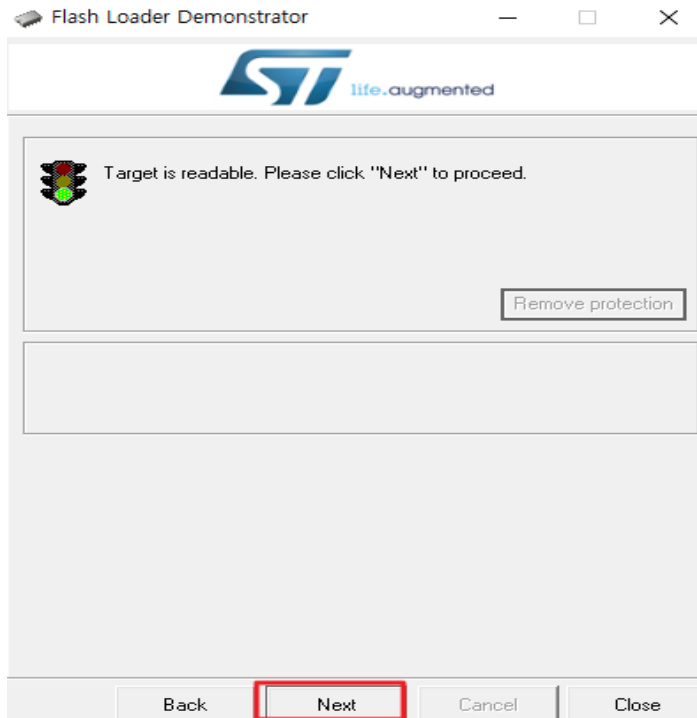 Flash Loader Demonstrator
ST life.augmented
Target is readable. Please click "Next" to proceed.
Remove protection
Back Next Cancel Close